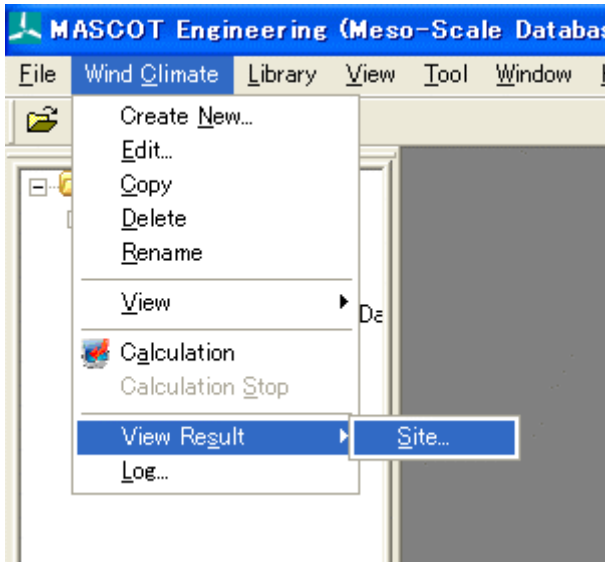 MASCOT Engineering (Meso-Scale Databas
File Wind Climate Library View Tool Window
Create New...
Edit...
Copy
Delete
Rename
View
Da
Calculation
Calculation Stop
View Result Site...
Log...